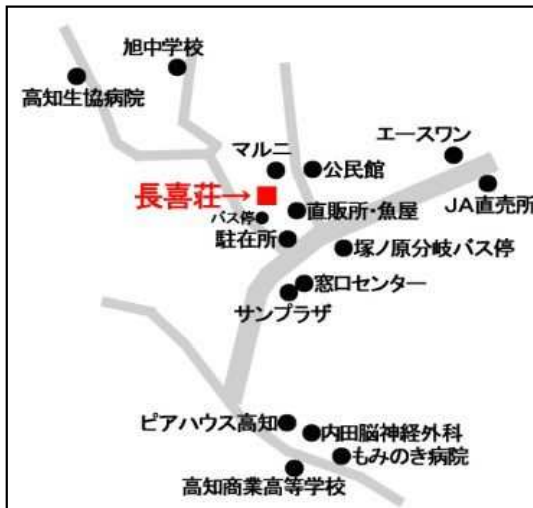 旭中学校
高知生協病院
エースワン
マルニ
公民館
長喜荘→
JA直売所
直販所・魚屋
バス停
駐在所
塚ノ原分岐バス停
窓口センター
サンプラザ
ピアハウス高知
内田脳神経外科
もみのき病院
高知商業高等学校